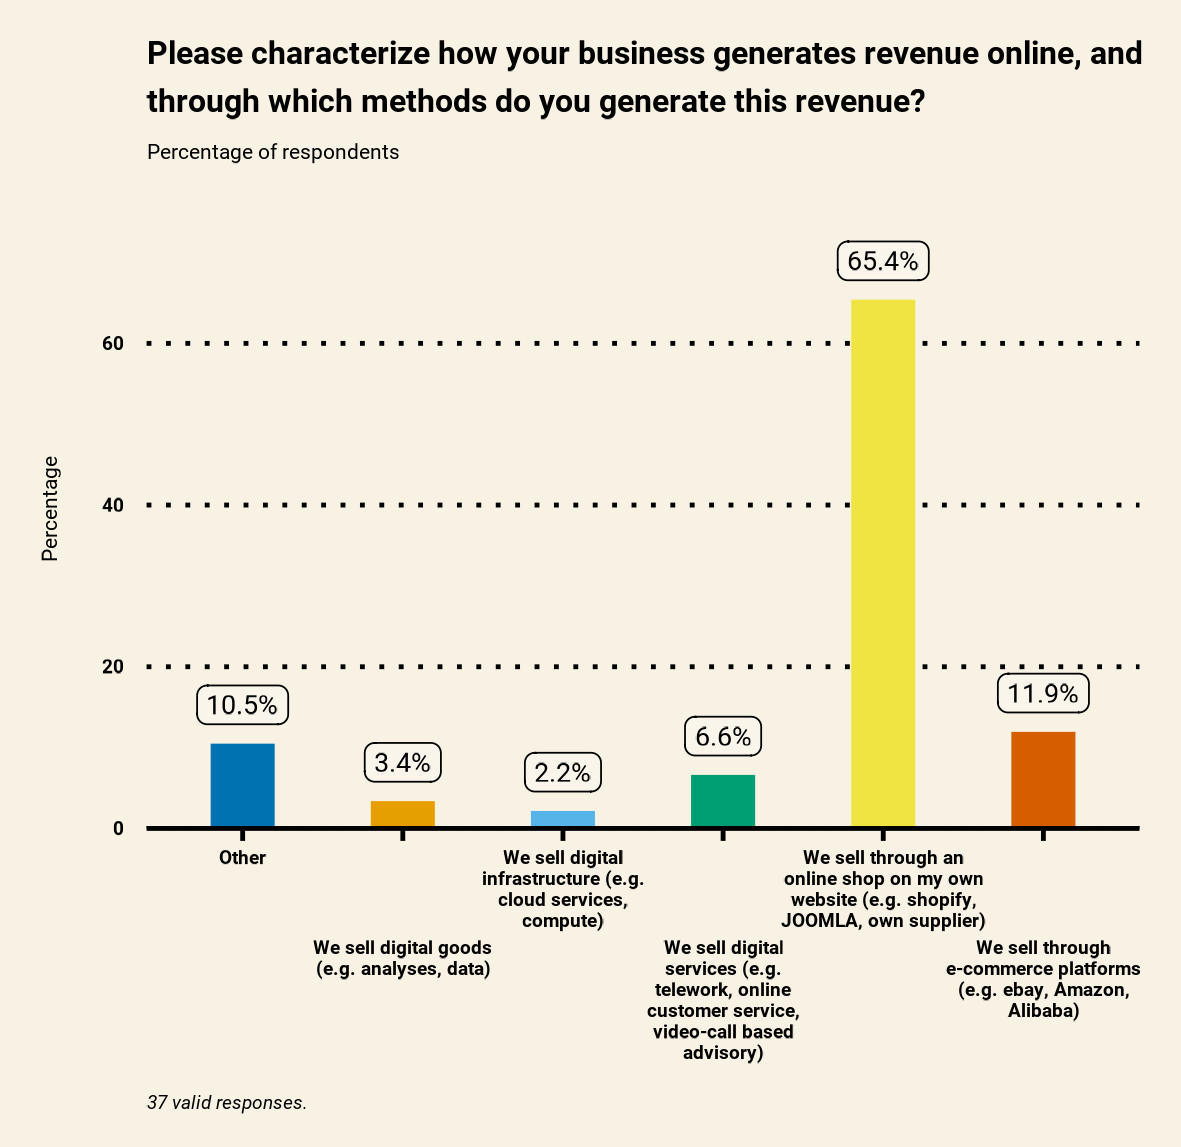 Please characterize how your business generates revenue online, and
through which methods do you generate this revenue?
Percentage of respondents
Percentage
60
40
20
0
10.5%
3.4%
2.2%
6.6%
65.4%
11.9%
Other
We sell digital goods
(e.g. analyses, data)
We sell digital
infrastructure (e.g.
cloud services,
compute)
We sell digital
services (e.g.
telework, online
customer service,
video-call based
advisory)
We sell through an
online shop on my own
website (e.g. shopify,
JOOMLA, own supplier)
We sell through
e-commerce platforms
(e.g. ebay, Amazon,
Alibaba)
37 valid responses.